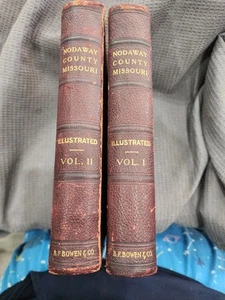 NODAWAY
COUNTY
MISSOURI
ILLUSTRATED
VOL. II
B.F. BOWEN & CO.
NODAWAY
COUNTY
MISSOURI
ILLUSTRATED
VOL. I
B.F. BOWEN & CO.